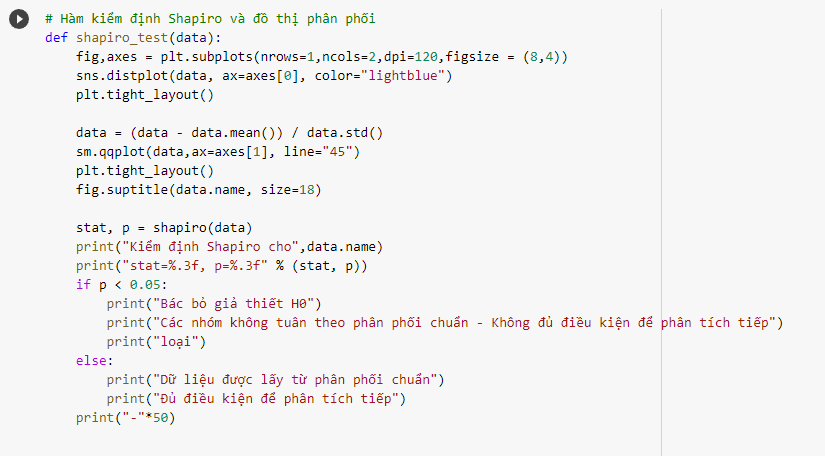 # Hàm kiểm định Shapiro và đồ thị phân phối
def shapiro_test(data):
    fig,axes = plt.subplots(nrows=1,ncols=2,dpi=120,figsize = (8,4))
    sns.distplot(data, ax=axes[0], color="lightblue")
    plt.tight_layout()

    data = (data - data.mean()) / data.std()
    sm.qqplot(data,ax=axes[1], line="45")
    plt.tight_layout()
    fig.suptitle(data.name, size=18)

    stat, p = shapiro(data)
    print("Kiểm định Shapiro cho",data.name)
    print("stat=%.3f, p=%.3f" % (stat, p))
    if p < 0.05:
        print("Bác bỏ giả thiết H0")
        print("Các nhóm không tuân theo phân phối chuẩn - Không đủ điều kiện để phân tích tiếp")
        print("loại")
    else:
        print("Dữ liệu được lấy từ phân phối chuẩn")
        print("Đủ điều kiện để phân tích tiếp")
    print("-"*50)